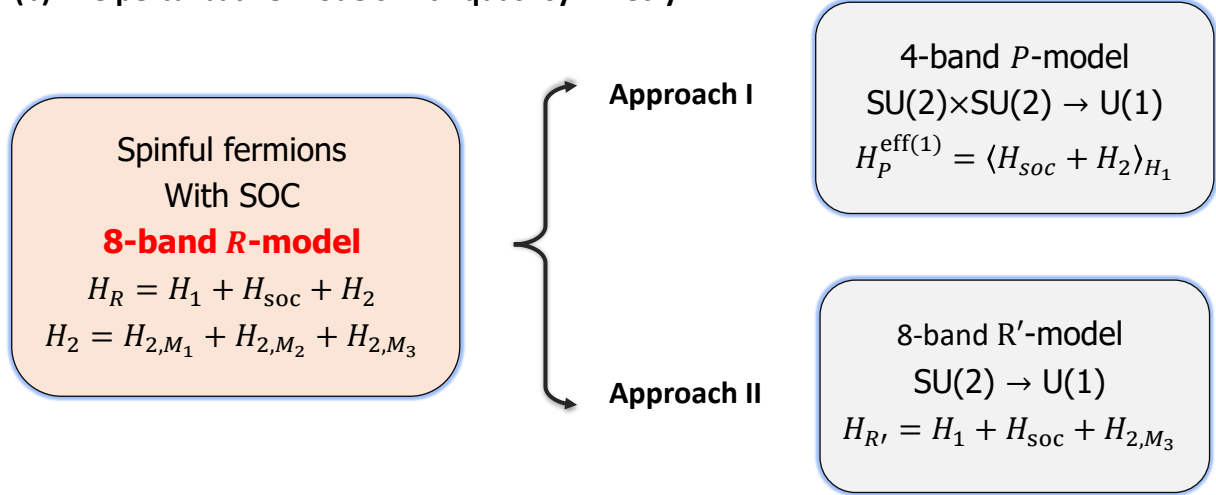 Spinful fermions
With SOC
8-band R-model
H_R = H_1 + H_soc + H_2
H_2 = H_{2,M_1} + H_{2,M_2} + H_{2,M_3}
Approach I
4-band P-model
SU(2)×SU(2) → U(1)
H_P^{eff(1)} = ⟨H_{soc} + H_2⟩_{H_1}
Approach II
8-band R′-model
SU(2) → U(1)
H_{R′} = H_1 + H_soc + H_{2,M_3}